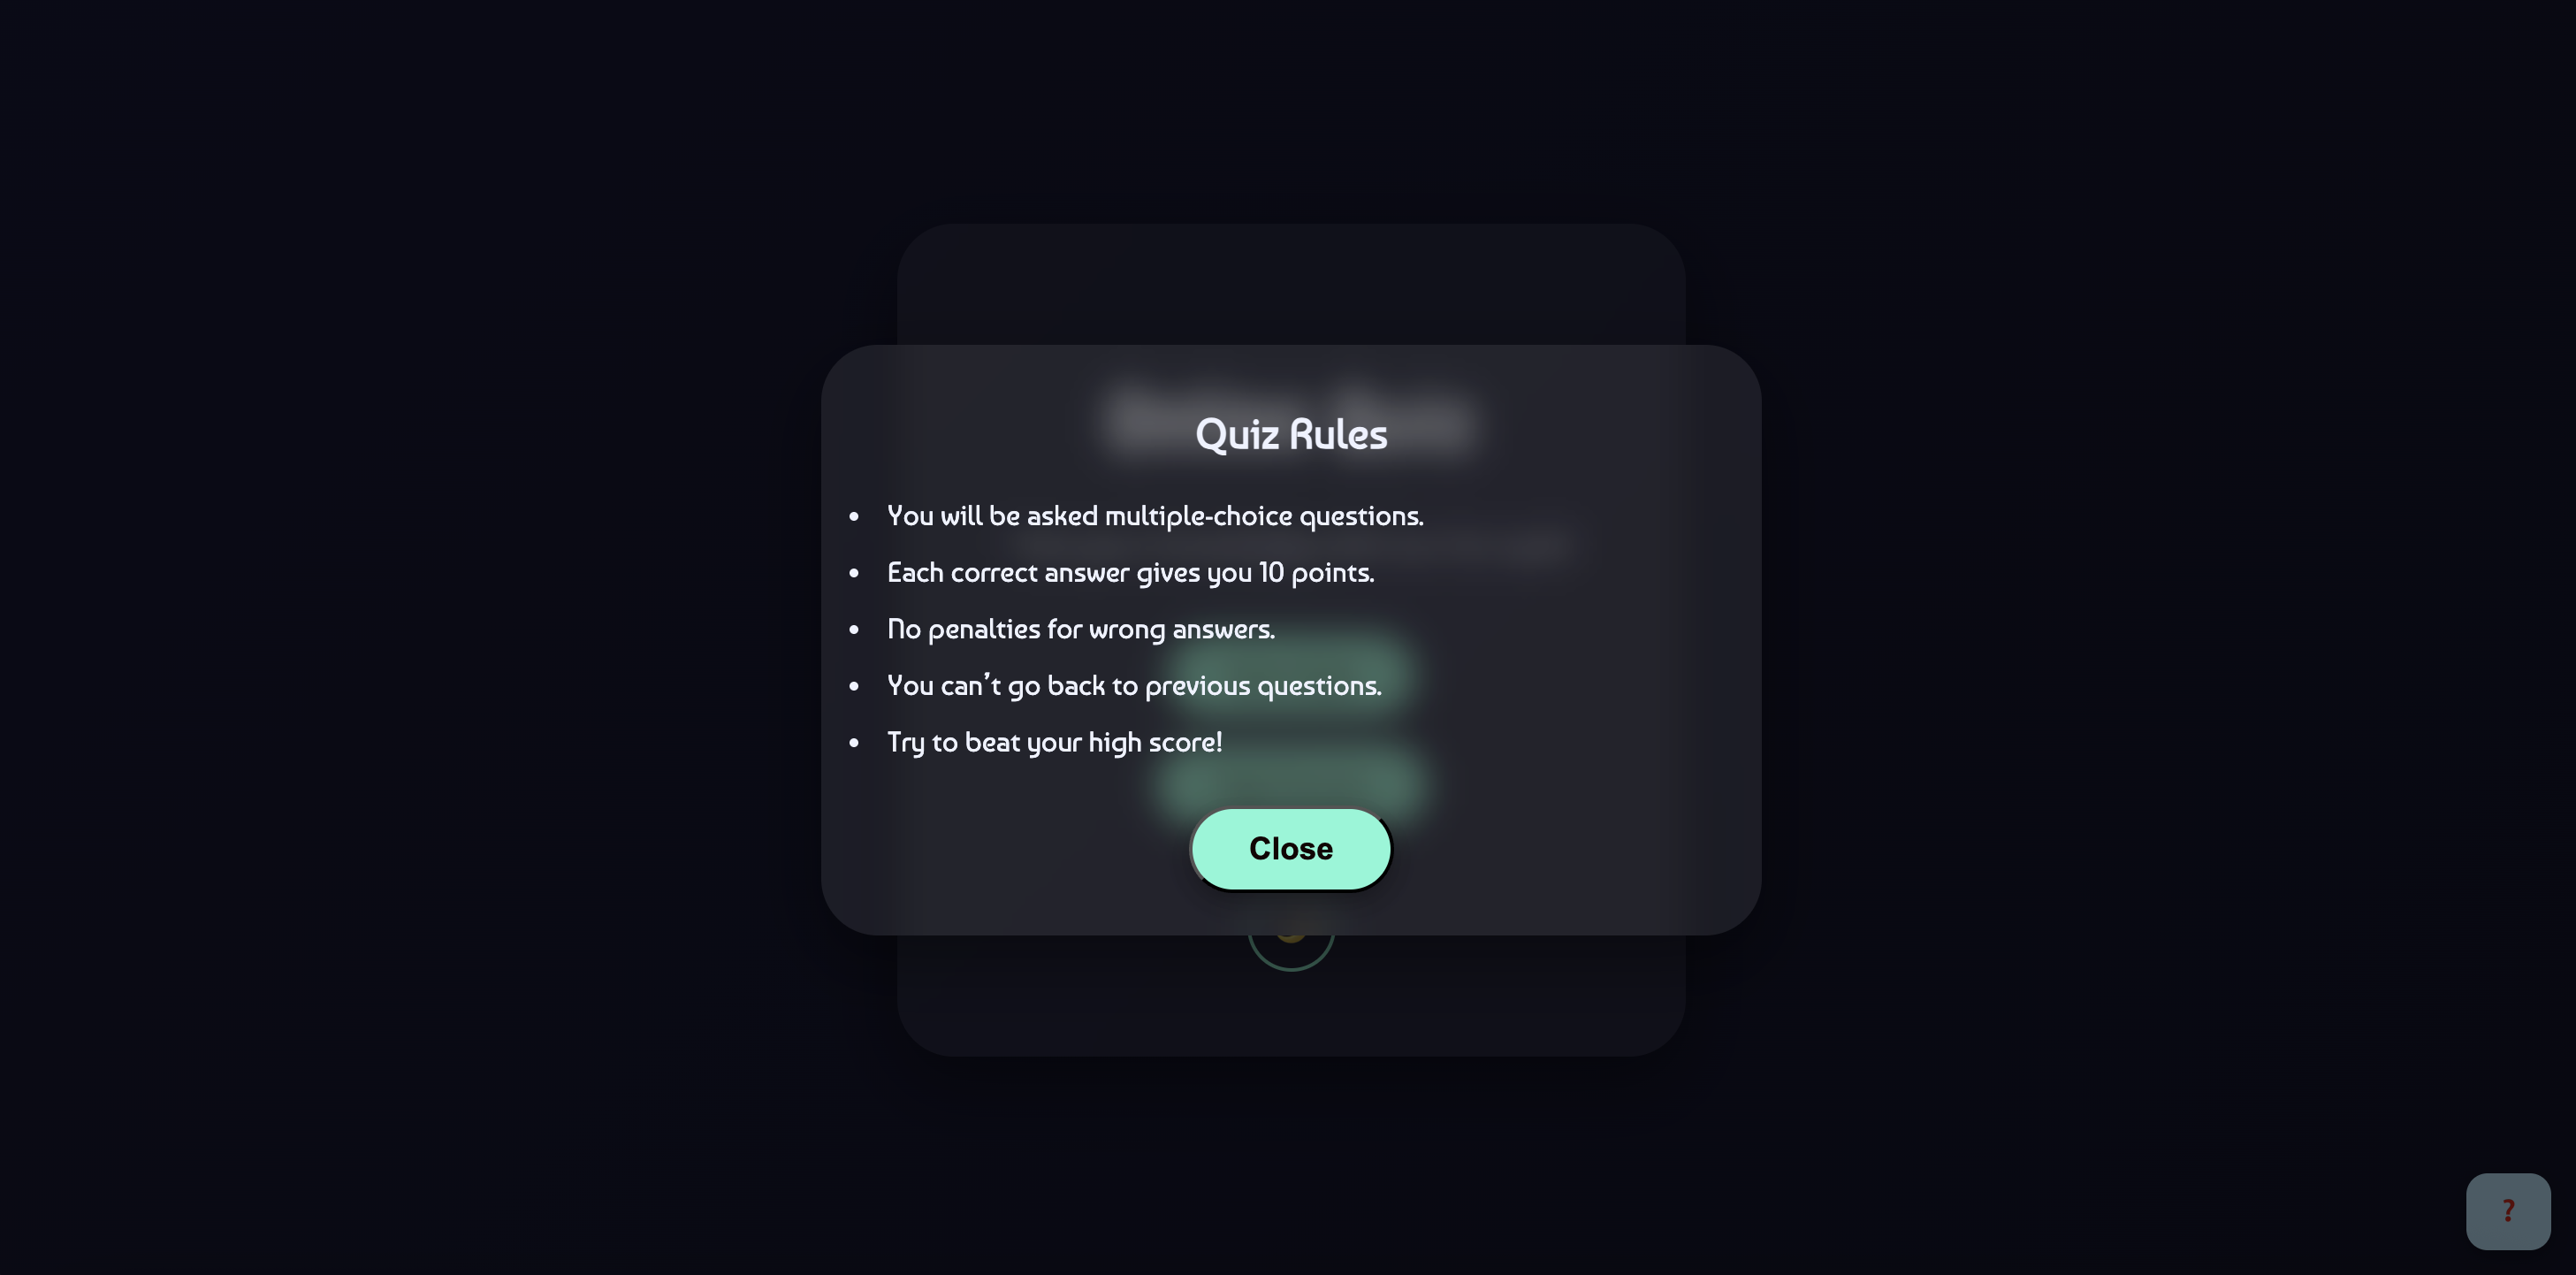 Quiz Rules
• You will be asked multiple-choice questions.
• Each correct answer gives you 10 points.
• No penalties for wrong answers.
• You can't go back to previous questions.
• Try to beat your high score!
Close
?